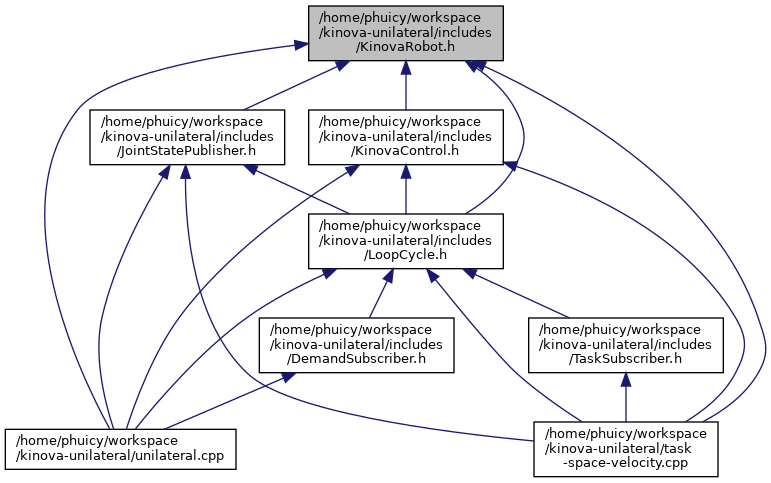 /home/phuicy/workspace
/kinova-unilateral/includes
/KinovaRobot.h
/home/phuicy/workspace
/kinova-unilateral/includes
/JointStatePublisher.h
/home/phuicy/workspace
/kinova-unilateral/includes
/KinovaControl.h
/home/phuicy/workspace
/kinova-unilateral/includes
/LoopCycle.h
/home/phuicy/workspace
/kinova-unilateral/includes
/DemandSubscriber.h
/home/phuicy/workspace
/kinova-unilateral/includes
/TaskSubscriber.h
/home/phuicy/workspace
/kinova-unilateral/unilateral.cpp
/home/phuicy/workspace
/kinova-unilateral/task
-space-velocity.cpp